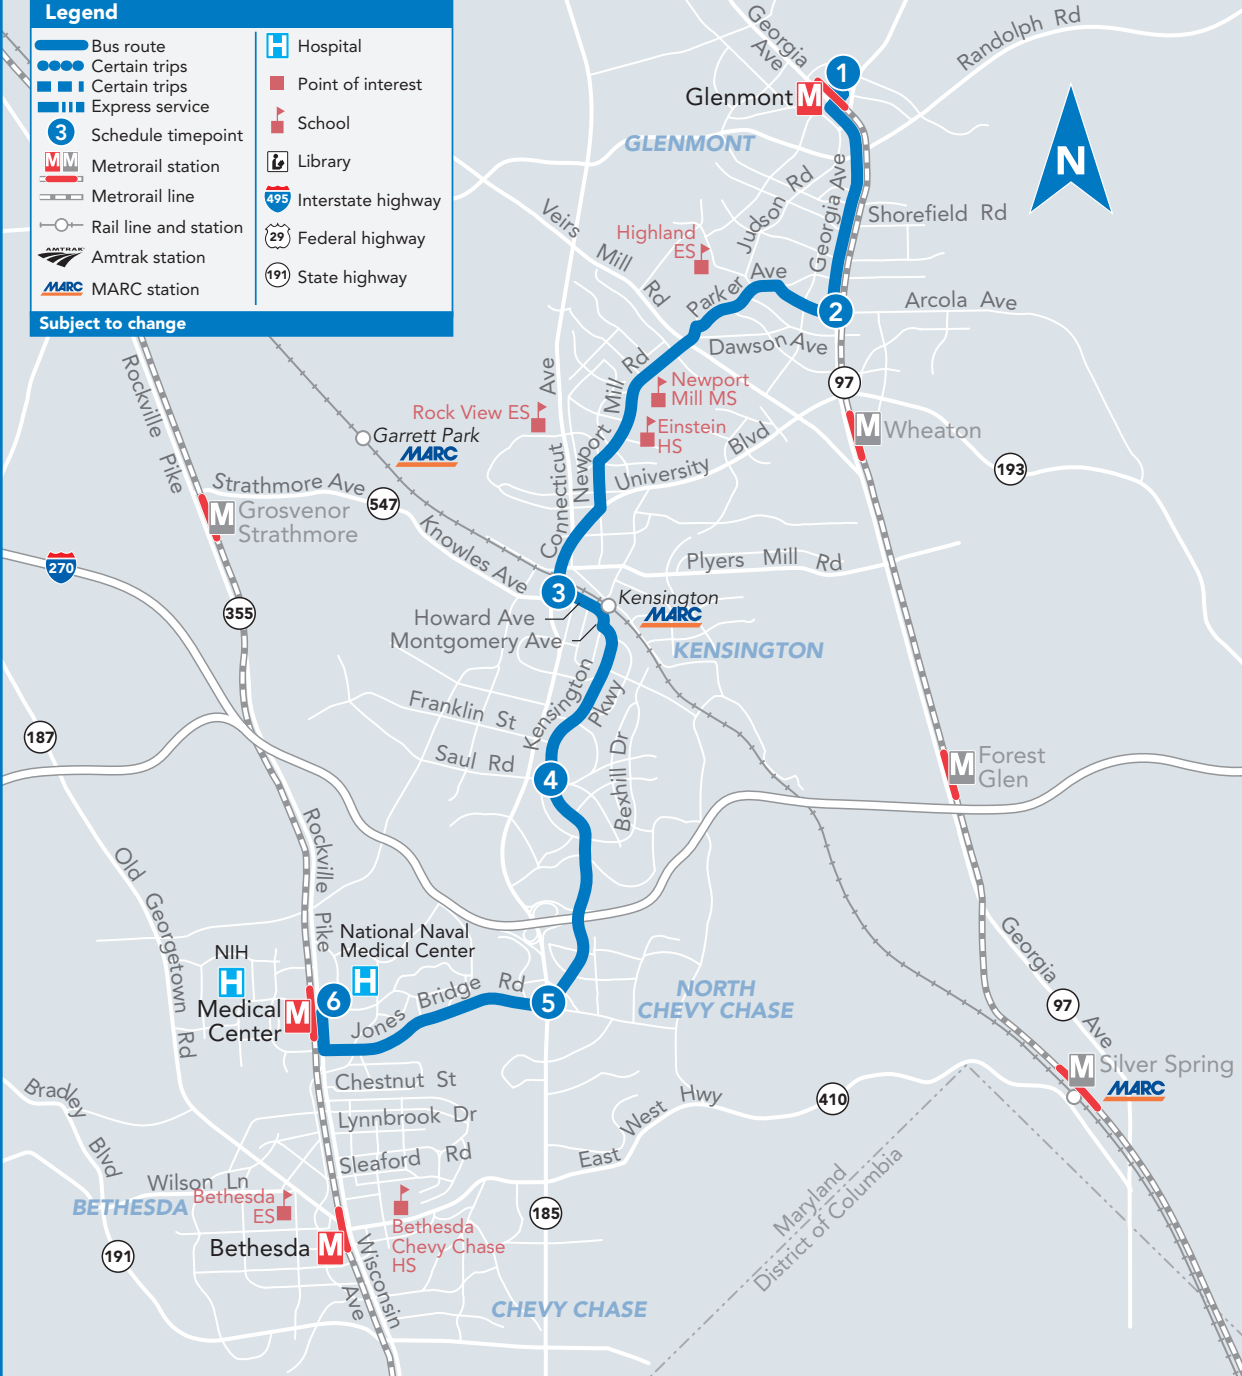 Legend
Bus route
Certain trips
Certain trips
Express service
3
Schedule timepoint
M M
Metrorail station
Metrorail line
Rail line and station
AMTRAK
Amtrak station
MARC
MARC station
H
Hospital
Point of interest
School
Library
495
Interstate highway
29
Federal highway
191
State highway
Subject to change
Georgia
Ave
Randolph Rd
1
Glenmont
M
GLENMONT
N
Judson Rd
Georgia Ave
Shorefield Rd
Veirs
Mill
Rd
Highland
ES
Parker Ave
2
Arcola Ave
Dawson Ave
97
Rockville
Pike
Ave
Newport
Mill Rd
Newport
Mill MS
Rock View ES
Einstein
HS
Garrett Park
MARC
M
Wheaton
University Blvd
193
Connecticut
Strathmore Ave
547
M
Grosvenor
Strathmore
Knowles Ave
Plyers Mill Rd
270
3
Kensington
MARC
355
Howard Ave
Montgomery Ave
KENSINGTON
Kensington
Pkwy
Franklin St
187
Saul Rd
4
Bexhill Dr
M
Forest
Glen
Rockville
Pike
Old
Georgetown
Rd
National Naval
Medical Center
H
NIH
H
Georgia
Ave
97
Medical
Center
M
6
Jones
Bridge Rd
5
NORTH
CHEVY CHASE
M
Silver Spring
MARC
Chestnut St
Bradley
Blvd
Lynnbrook Dr
East
West Hwy
410
Sleaford Rd
Wilson Ln
BETHESDA
Bethesda
ES
Maryland
District of Columbia
185
Bethesda
Chevy Chase
HS
191
Bethesda
M
Wisconsin
Ave
CHEVY CHASE